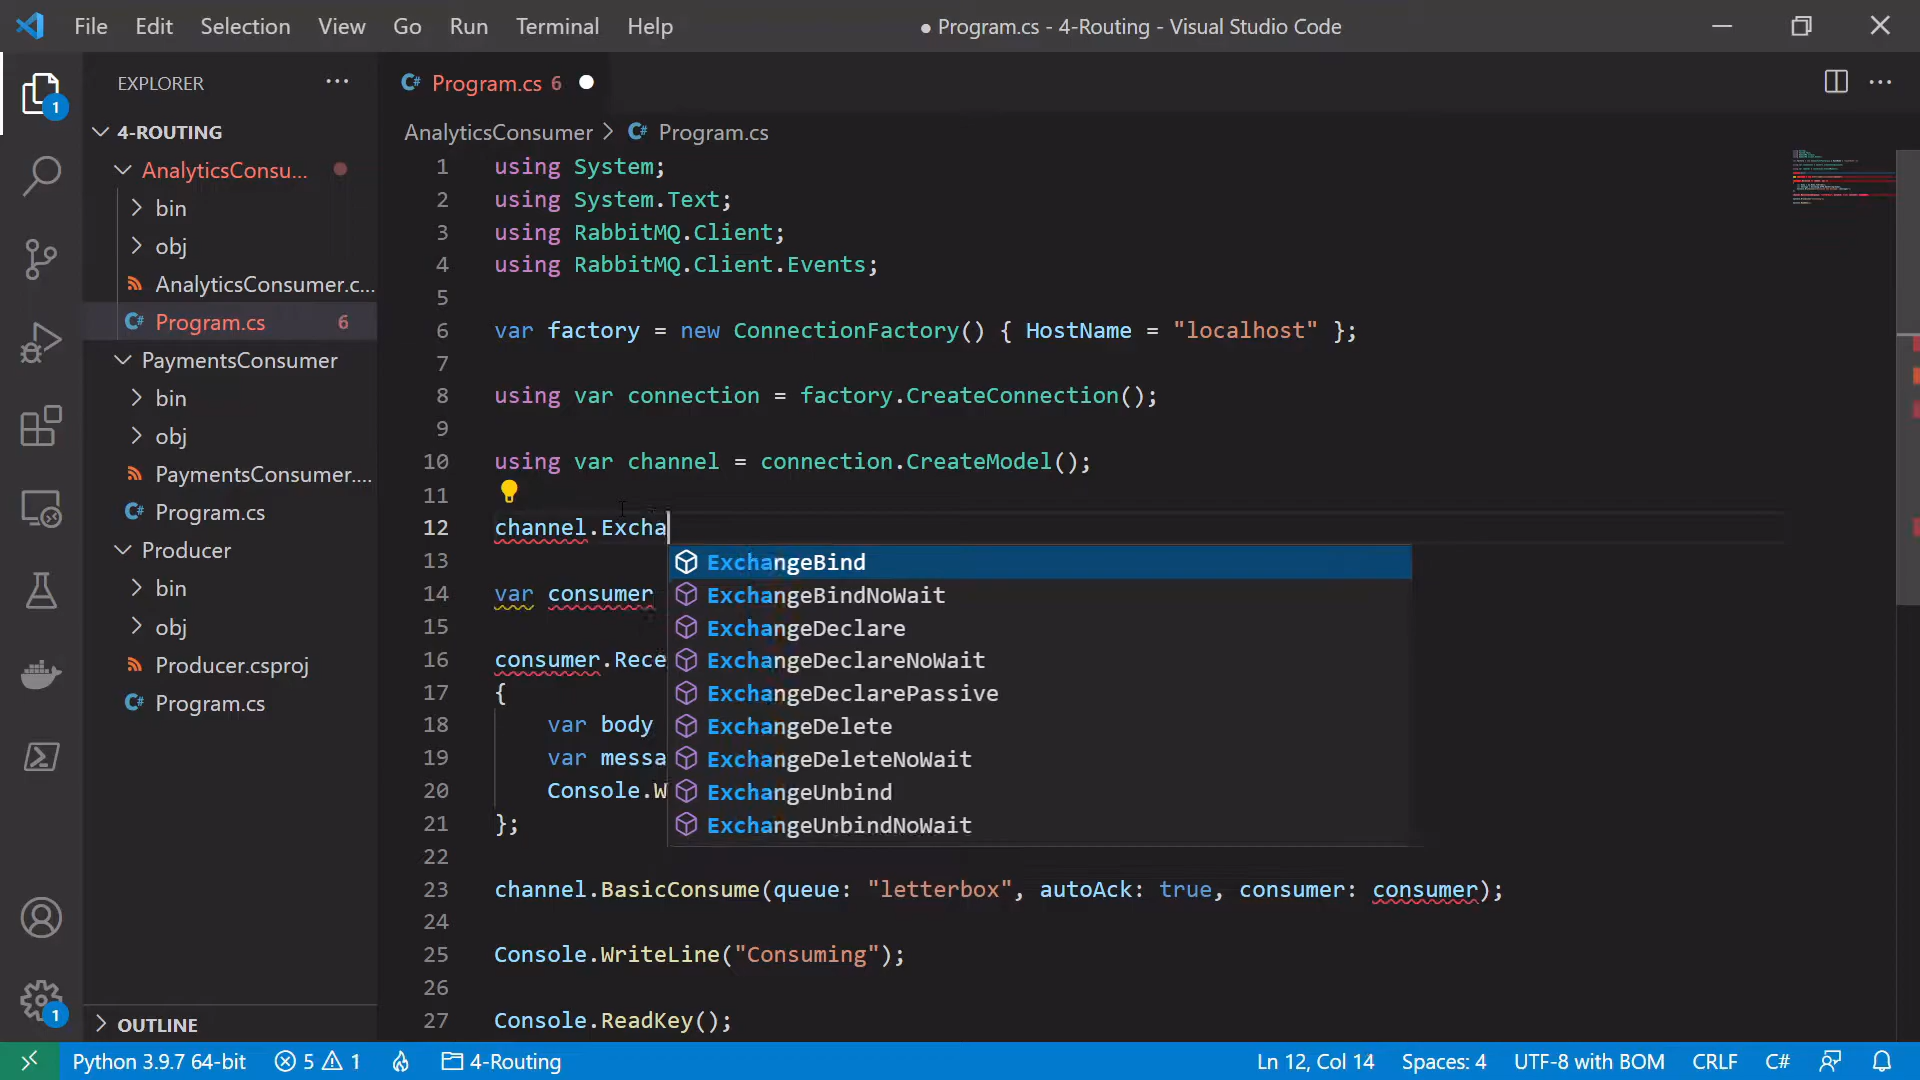 File Edit Selection View Go Run Terminal Help
● Program.cs - 4-Routing - Visual Studio Code
EXPLORER
1
4-ROUTING
AnalyticsConsu...
bin
obj
AnalyticsConsumer.c...
Program.cs 6
PaymentsConsumer
bin
obj
PaymentsConsumer....
Program.cs
Producer
bin
obj
Producer.csproj
Program.cs
OUTLINE
1
Program.cs 6
AnalyticsConsumer > Program.cs
1 using System;
2 using System.Text;
3 using RabbitMQ.Client;
4 using RabbitMQ.Client.Events;
5
6 var factory = new ConnectionFactory() { HostName = "localhost" };
7
8 using var connection = factory.CreateConnection();
9
10 using var channel = connection.CreateModel();
11
12 channel.Excha
13
14 var consumer
15
16 consumer.Rece
17 {
18 var body
19 var messa
20 Console.W
21 };
22
23 channel.BasicConsume(queue: "letterbox", autoAck: true, consumer: consumer);
24
25 Console.WriteLine("Consuming");
26
27 Console.ReadKey();
ExchangeBind
ExchangeBindNoWait
ExchangeDeclare
ExchangeDeclareNoWait
ExchangeDeclarePassive
ExchangeDelete
ExchangeDeleteNoWait
ExchangeUnbind
ExchangeUnbindNoWait
Python 3.9.7 64-bit 5 1 4-Routing Ln 12, Col 14 Spaces: 4 UTF-8 with BOM CRLF C#